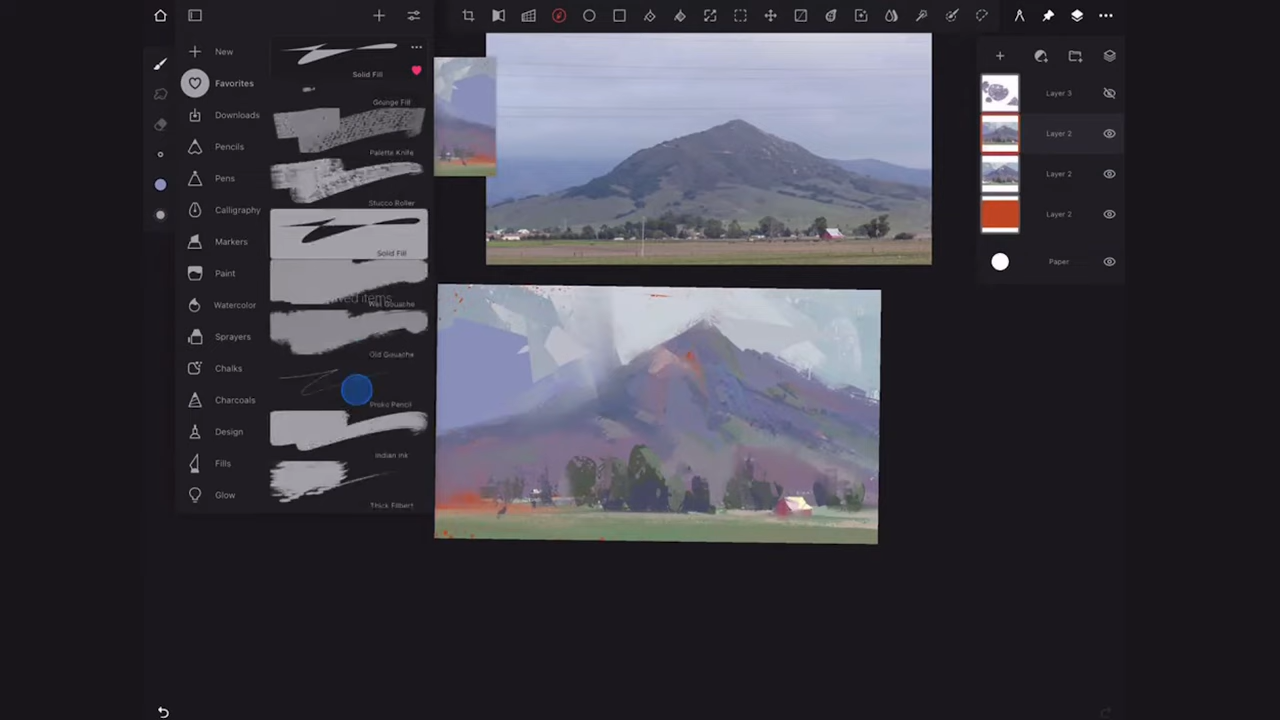 New
Favorites
Downloads
Pencils
Pens
Calligraphy
Markers
Paint
Watercolor
Sprayers
Chalks
Charcoals
Design
Fills
Glow
Solid Fill
Grunge Fill
Palette Knife
Stucco Roller
Solid Fill
items
Wet Gouache
Old Gouache
Proko Pencil
Indian Ink
Thick Filbert
Layer 3
Layer 2
Layer 2
Layer 2
Paper